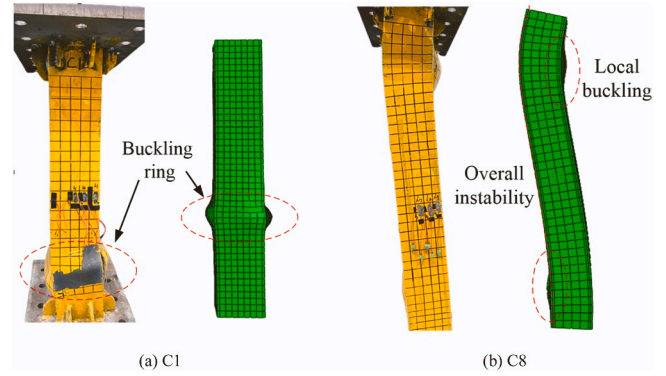 Buckling
ring
Local
buckling
Overall
instability
(a) C1
(b) C8